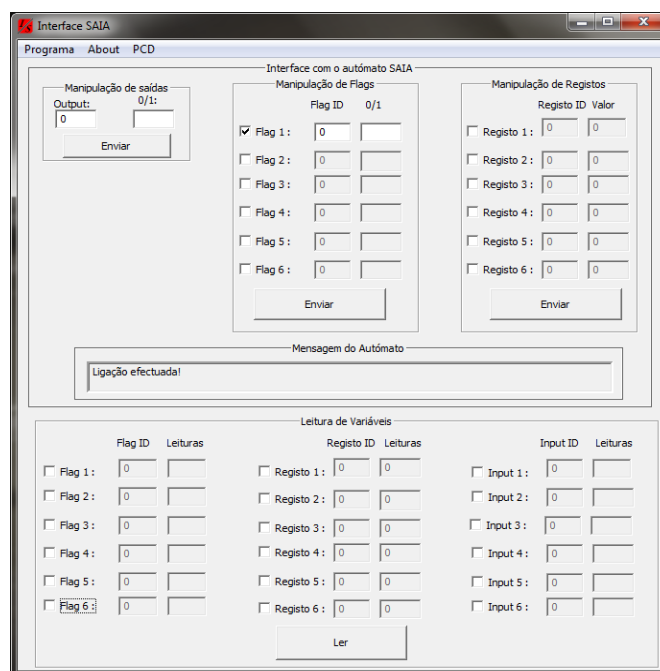 Interface SAIA
Programa About PCD
Interface com o autómato SAIA
Manipulação de saídas
Output: 0/1:
0
Enviar
Manipulação de Flags
Flag ID 0/1
Flag 1 : 0
Flag 2 : 0
Flag 3 : 0
Flag 4 : 0
Flag 5 : 0
Flag 6 : 0
Enviar
Manipulação de Registos
Registo ID Valor
Registo 1 : 0 0
Registo 2 : 0 0
Registo 3 : 0 0
Registo 4 : 0 0
Registo 5 : 0 0
Registo 6 : 0 0
Enviar
Mensagem do Autómato
Ligação efectuada!
Leitura de Variáveis
Flag ID Leituras
Flag 1 : 0
Flag 2 : 0
Flag 3 : 0
Flag 4 : 0
Flag 5 : 0
Flag 6 : 0
Registo ID Leituras
Registo 1 : 0 0
Registo 2 : 0 0
Registo 3 : 0 0
Registo 4 : 0 0
Registo 5 : 0 0
Registo 6 : 0 0
Input ID Leituras
Input 1 : 0
Input 2 : 0
Input 3 : 0
Input 4 : 0
Input 5 : 0
Input 6 : 0
Ler